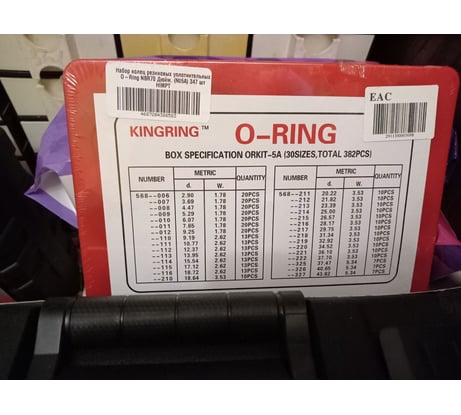 Набор колец резиновых уплотнительных
O-Ring NBR70 Дюйм. (N05A) 347 шт
НМРТ
EAC
KINGRING™ O-RING
BOX SPECIFICATION ORKIT-5A (30SIZES,TOTAL 382PCS)
NUMBER METRIC QUANTITY NUMBER METRIC QUANTITY
d. W. d. W.
568--006 2.90 1.78 20PCS 568--211 20.22 3.53 10PCS
--007 3.69 1.78 20PCS --212 21.82 3.53 10PCS
--008 4.47 1.78 20PCS --213 23.39 3.53 10PCS
--009 5.29 1.78 20PCS --214 25.00 3.53 10PCS
--010 6.07 1.78 20PCS --215 26.57 3.53 10PCS
--011 7.65 1.78 20PCS --216 28.17 3.53 10PCS
--012 9.25 1.78 20PCS --217 29.75 3.53 10PCS
--110 9.19 2.62 13PCS --218 31.34 3.53 10PCS
--111 10.77 2.62 13PCS --219 32.92 3.53 10PCS
--112 12.37 2.62 13PCS --220 34.52 3.53 10PCS
--113 13.95 2.62 13PCS --221 36.10 3.53 10PCS
--114 15.54 2.62 13PCS --222 37.70 3.53 10PCS
--115 17.12 2.62 13PCS --325 37.47 5.34 7PCS
--116 18.72 2.62 13PCS --326 40.65 5.34 7PCS
--210 18.64 3.53 10PCS --327 43.82 5.34 7PCS